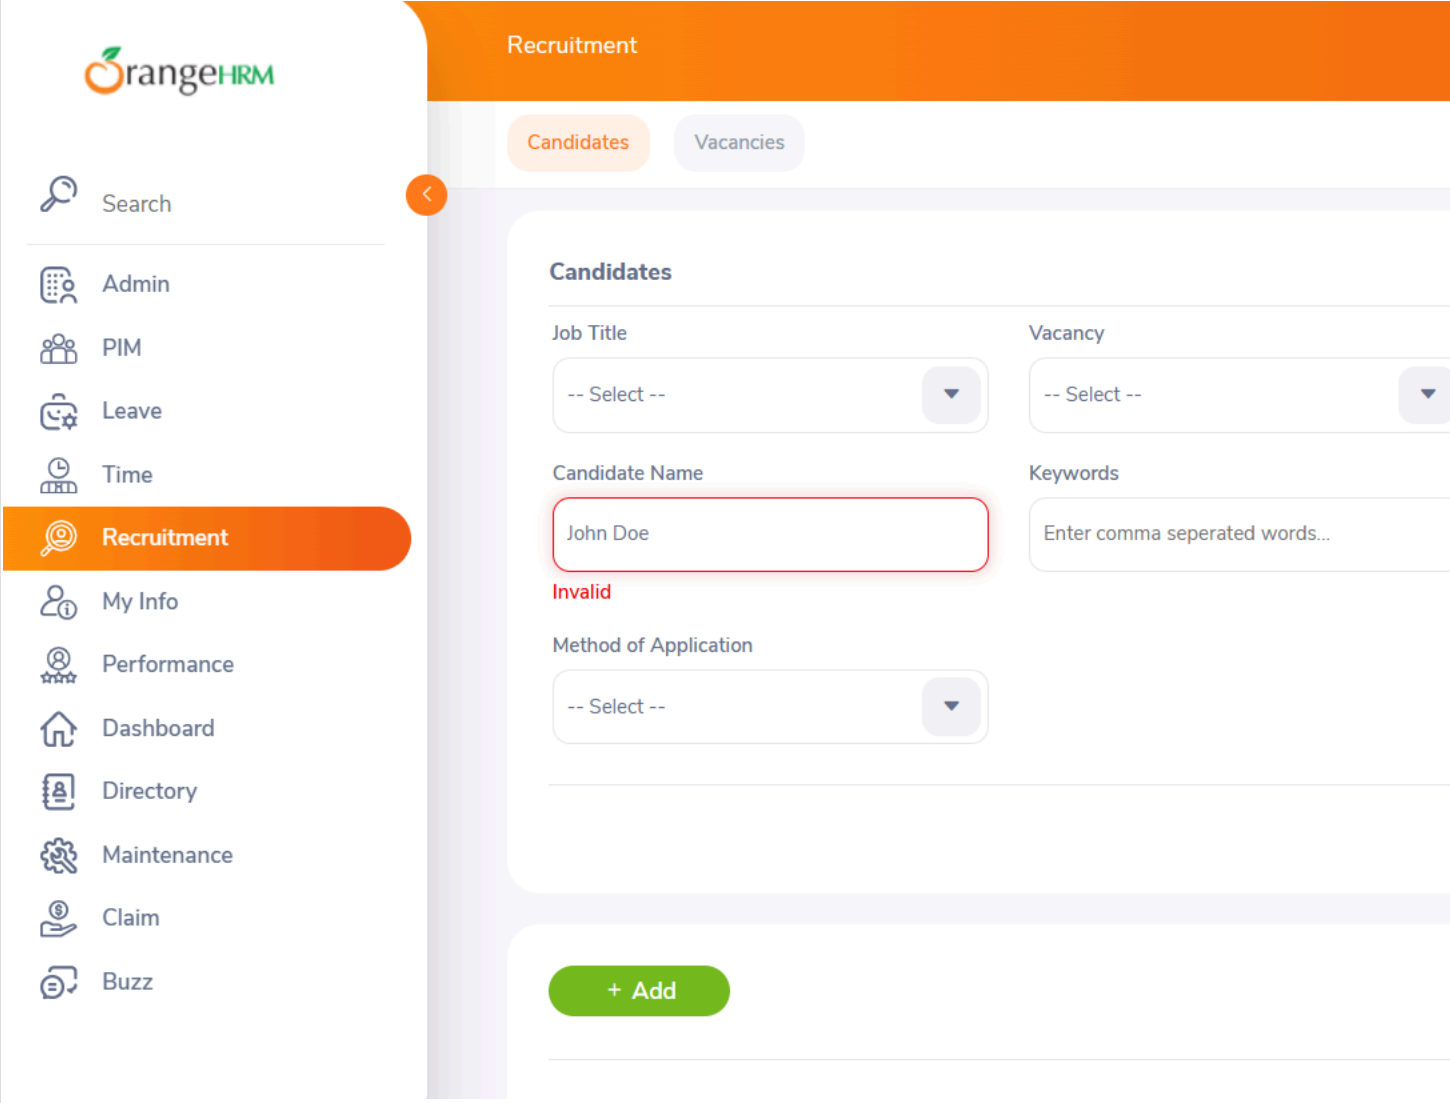 OrangeHRM
Search
Admin
PIM
Leave
Time
Recruitment
My Info
Performance
Dashboard
Directory
Maintenance
Claim
Buzz
Recruitment
Candidates
Vacancies
Candidates
Job Title
Vacancy
-- Select --
-- Select --
Candidate Name
Keywords
John Doe
Enter comma seperated words...
Invalid
Method of Application
-- Select --
+ Add